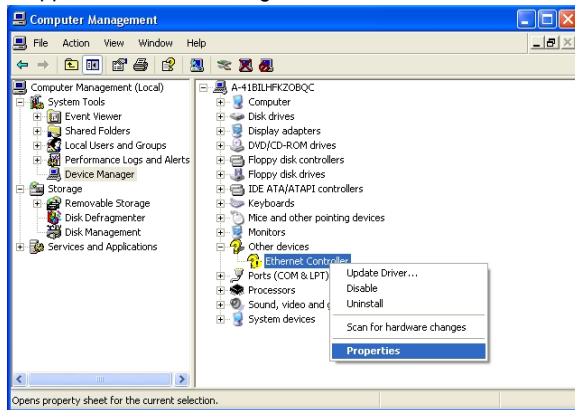 Computer Management
File Action View Window Help
Computer Management (Local)
System Tools
Event Viewer
Shared Folders
Local Users and Groups
Performance Logs and Alerts
Device Manager
Storage
Removable Storage
Disk Defragmenter
Disk Management
Services and Applications
A-41BILHFKZOBQC
Computer
Disk drives
Display adapters
DVD/CD-ROM drives
Floppy disk controllers
Floppy disk drives
IDE ATA/ATAPI controllers
Keyboards
Mice and other pointing devices
Monitors
Other devices
Ethernet Controller
Ports (COM & LPT)
Processors
Sound, video and
System devices
Update Driver...
Disable
Uninstall
Scan for hardware changes
Properties
Opens property sheet for the current selection.